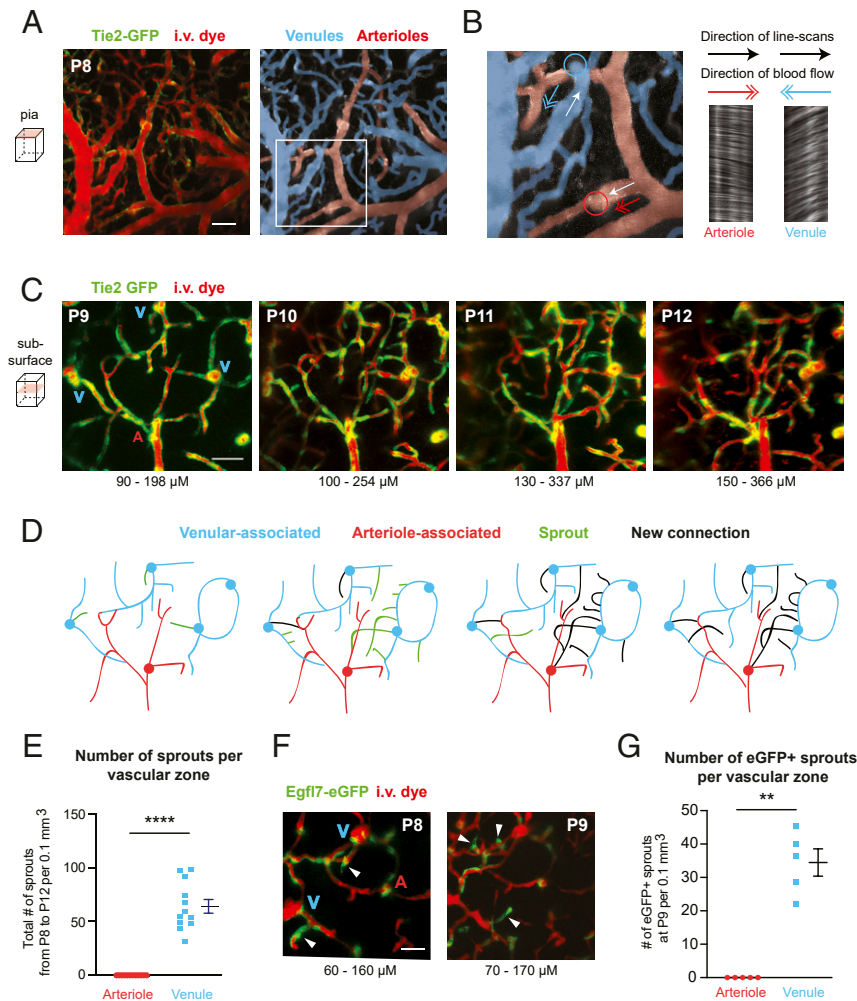 A
Tie2-GFP i.v. dye
Venules Arterioles
P8
pia
B
Direction of line-scans
Direction of blood flow
Arteriole Venule
C
Tie2 GFP i.v. dye
P9 P10 P11 P12
V
V
V
A
sub-
surface
90 - 198 µM 100 - 254 µM 130 - 337 µM 150 - 366 µM
D
Venular-associated Arteriole-associated Sprout New connection
E
Number of sprouts per
vascular zone
Total # of sprouts
from P8 to P12 per 0.1 mm3
150
100
50
0
****
Arteriole Venule
F
Egfl7-eGFP i.v. dye
P8 P9
V
A
V
60 - 160 µM 70 - 170 µM
G
Number of eGFP+ sprouts
per vascular zone
# of eGFP+ sprouts
at P9 per 0.1 mm3
50
40
30
20
10
0
**
Arteriole Venule